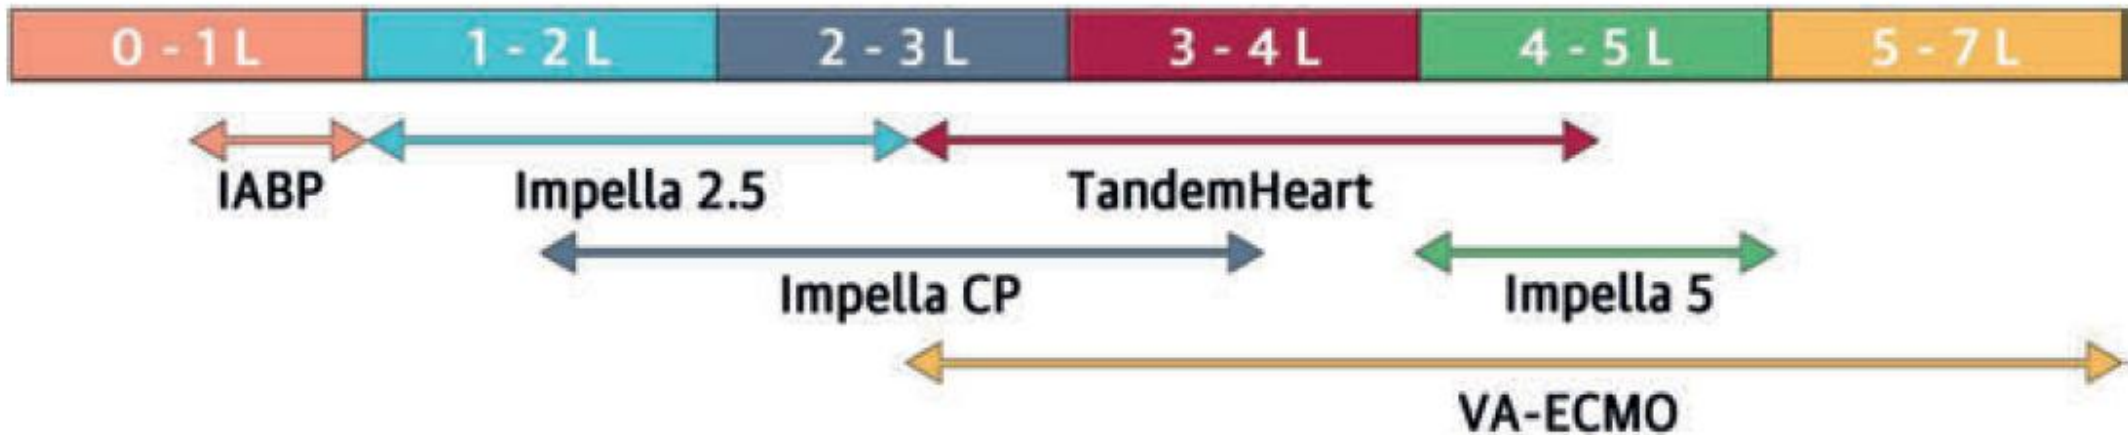 0 - 1 L 1 - 2 L 2 - 3 L 3 - 4 L 4 - 5 L 5 - 7 L
IABP Impella 2.5 TandemHeart
Impella CP Impella 5
VA-ECMO